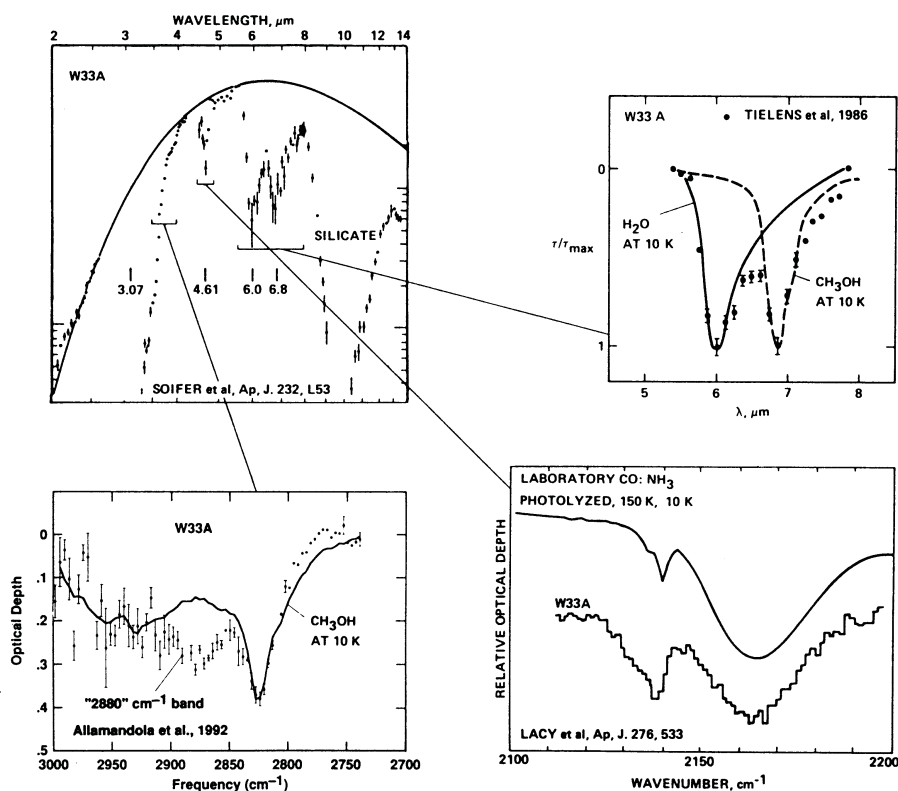 WAVELENGTH, μm
2 3 4 5 6 7 8 9 10 11 12 13 14
W33A
SILICATE
3.07
4.61
6.0
6.8
SOIFER et al, Ap, J. 232, L53
W33 A
TIELENS et al, 1986
0
H2O
AT 10 K
τ/τmax
CH3OH
AT 10 K
1
5 6 7 8
λ, μm
W33A
0
.1
.2
.3
.4
.5
Optical Depth
CH3OH
AT 10 K
"2880" cm−1 band
Allamandola et al., 1992
3000 2950 2900 2850 2800 2750 2700
Frequency (cm−1)
LABORATORY CO: NH3
PHOTOLYZED, 150 K, 10 K
W33A
RELATIVE OPTICAL DEPTH
LACY et al, Ap, J. 276, 533
2100 2150 2200
WAVENUMBER, cm-1